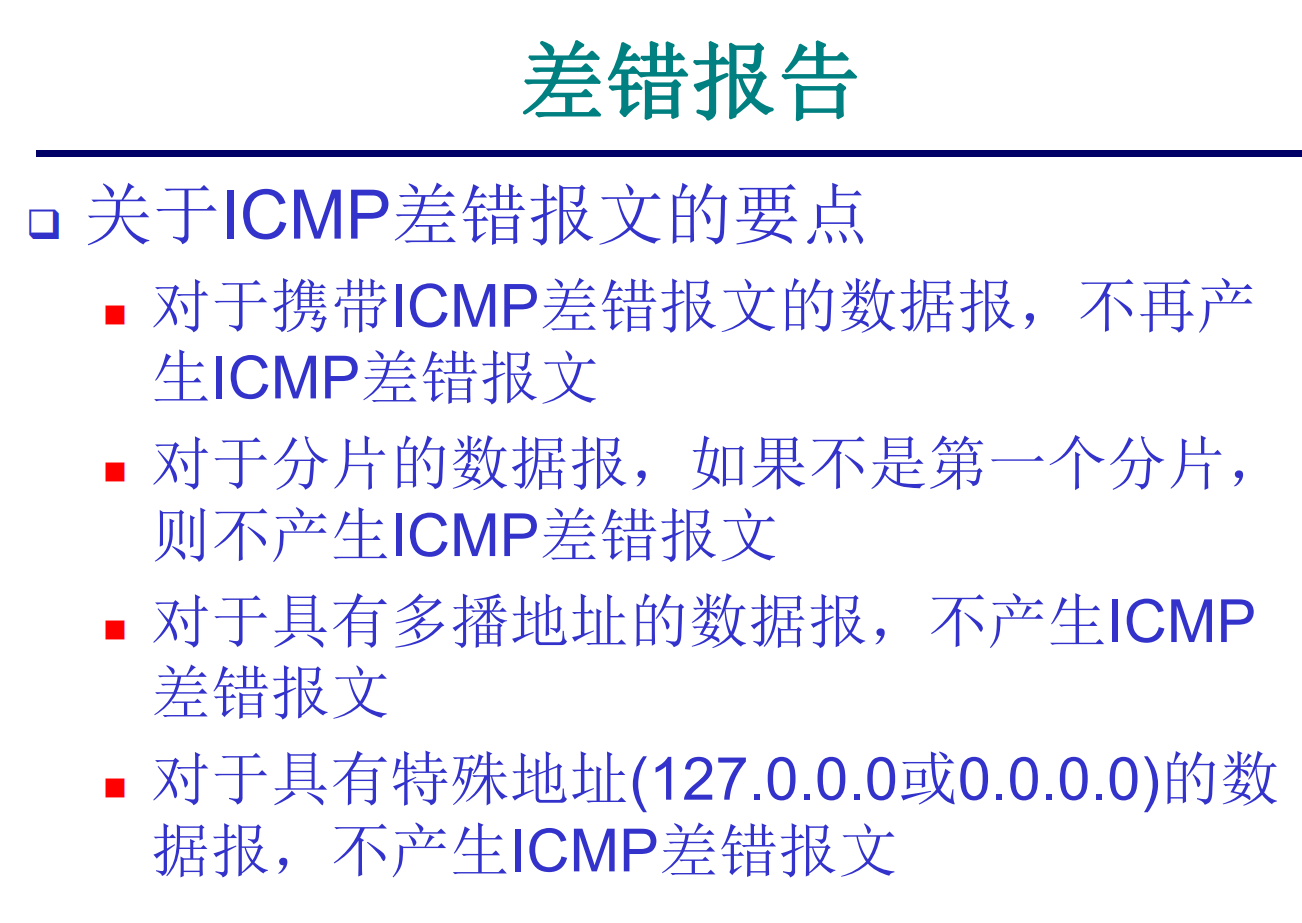 差错报告
关于ICMP差错报文的要点
对于携带ICMP差错报文的数据报，不再产
生ICMP差错报文
对于分片的数据报，如果不是第一个分片，
则不产生ICMP差错报文
对于具有多播地址的数据报，不产生ICMP
差错报文
对于具有特殊地址(127.0.0.0或0.0.0.0)的数
据报，不产生ICMP差错报文